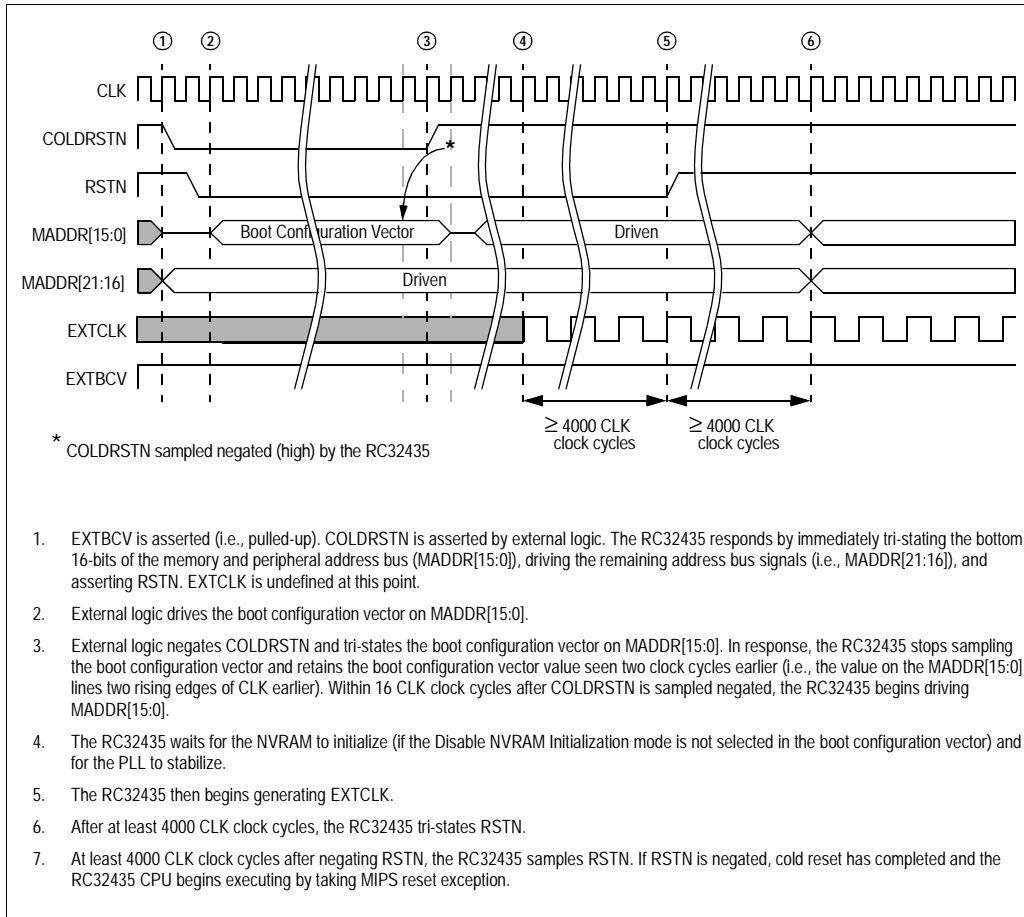 ① ② ③ ④ ⑤ ⑥
CLK
COLDRSTN
*
RSTN
MADDR[15:0] Boot Configuration Vector Driven
MADDR[21:16] Driven
EXTCLK
EXTBCV
≥ 4000 CLK clock cycles
≥ 4000 CLK clock cycles
* COLDRSTN sampled negated (high) by the RC32435
1. EXTBCV is asserted (i.e., pulled-up). COLDRSTN is asserted by external logic. The RC32435 responds by immediately tri-stating the bottom
16-bits of the memory and peripheral address bus (MADDR[15:0]), driving the remaining address bus signals (i.e., MADDR[21:16]), and
asserting RSTN. EXTCLK is undefined at this point.
2. External logic drives the boot configuration vector on MADDR[15:0].
3. External logic negates COLDRSTN and tri-states the boot configuration vector on MADDR[15:0]. In response, the RC32435 stops sampling
the boot configuration vector and retains the boot configuration vector value seen two clock cycles earlier (i.e., the value on the MADDR[15:0]
lines two rising edges of CLK earlier). Within 16 CLK clock cycles after COLDRSTN is sampled negated, the RC32435 begins driving
MADDR[15:0].
4. The RC32435 waits for the NVRAM to initialize (if the Disable NVRAM Initialization mode is not selected in the boot configuration vector) and
for the PLL to stabilize.
5. The RC32435 then begins generating EXTCLK.
6. After at least 4000 CLK clock cycles, the RC32435 tri-states RSTN.
7. At least 4000 CLK clock cycles after negating RSTN, the RC32435 samples RSTN. If RSTN is negated, cold reset has completed and the
RC32435 CPU begins executing by taking MIPS reset exception.